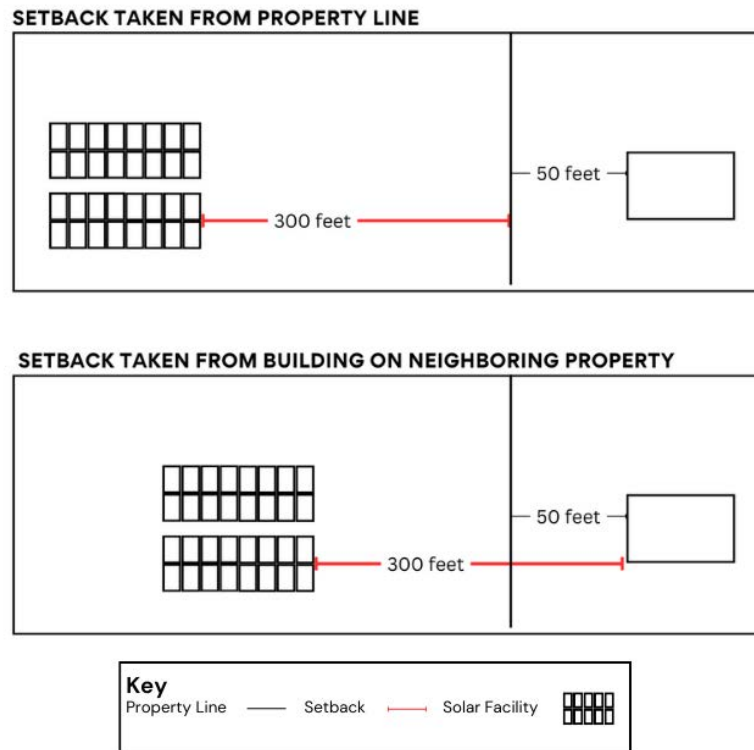 SETBACK TAKEN FROM PROPERTY LINE
50 feet
300 feet
SETBACK TAKEN FROM BUILDING ON NEIGHBORING PROPERTY
50 feet
300 feet
Key
Property Line Setback Solar Facility